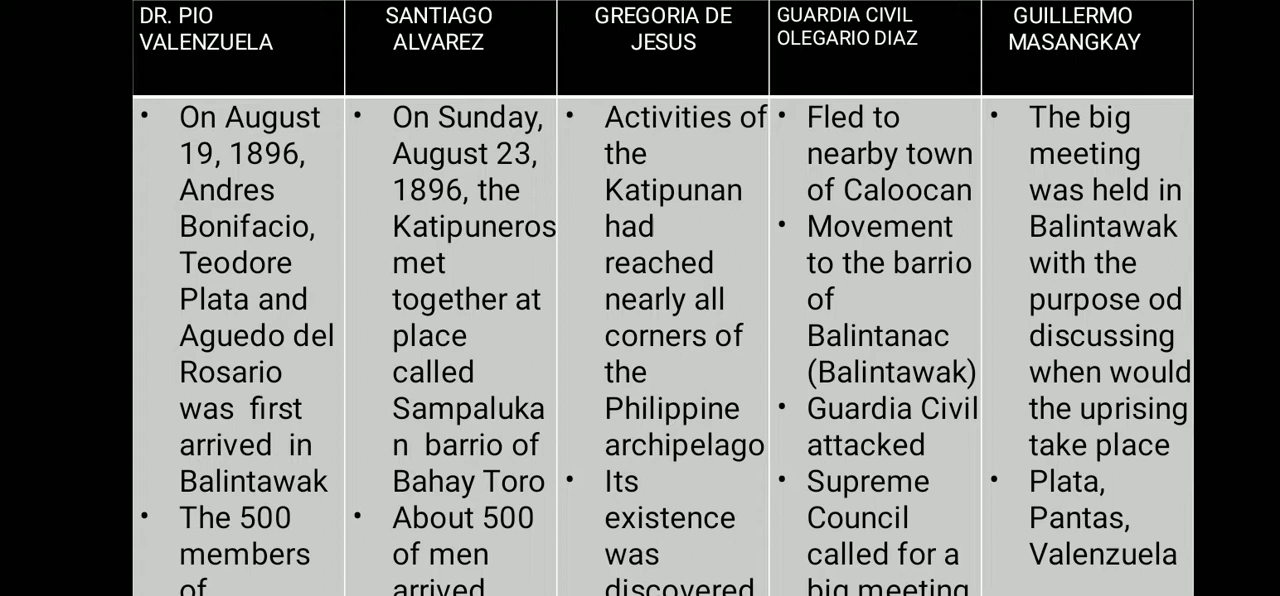 DR. PIO
VALENZUELA
SANTIAGO
ALVAREZ
GREGORIA DE
JESUS
GUARDIA CIVIL
OLEGARIO DIAZ
GUILLERMO
MASANGKAY
• On August
19, 1896,
Andres
Bonifacio,
Teodore
Plata and
Aguedo del
Rosario
was first
arrived in
Balintawak
• The 500
members
of
• On Sunday,
August 23,
1896, the
Katipuneros
met
together at
place
called
Sampaluka
n barrio of
Bahay Toro
• About 500
of men
arrived
• Activities of
the
Katipunan
had
reached
nearly all
corners of
the
Philippine
archipelago
• Its
existence
was
discovered
• Fled to
nearby town
of Caloocan
• Movement
to the barrio
of
Balintanac
(Balintawak)
• Guardia Civil
attacked
• Supreme
Council
called for a
big meeting
• The big
meeting
was held in
Balintawak
with the
purpose od
discussing
when would
the uprising
take place
• Plata,
Pantas,
Valenzuela